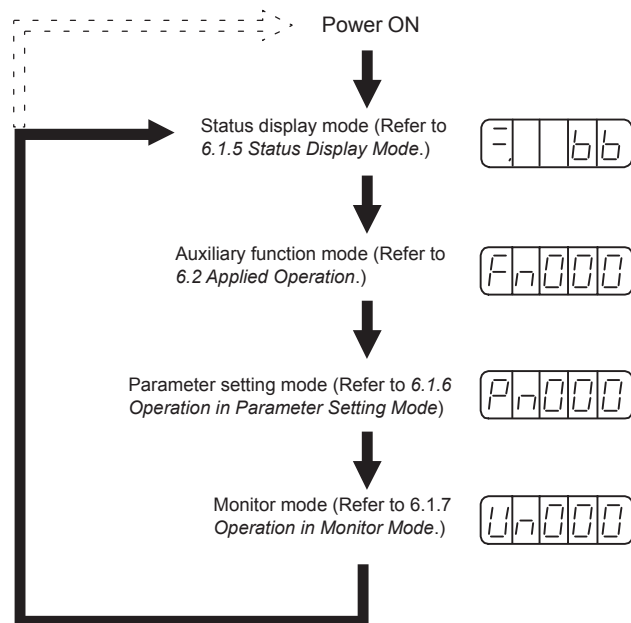 Power ON
Status display mode (Refer to
6.1.5 Status Display Mode.)
bb
Auxiliary function mode (Refer to
6.2 Applied Operation.)
Fn000
Parameter setting mode (Refer to 6.1.6
Operation in Parameter Setting Mode)
Pn000
Monitor mode (Refer to 6.1.7
Operation in Monitor Mode.)
Un000